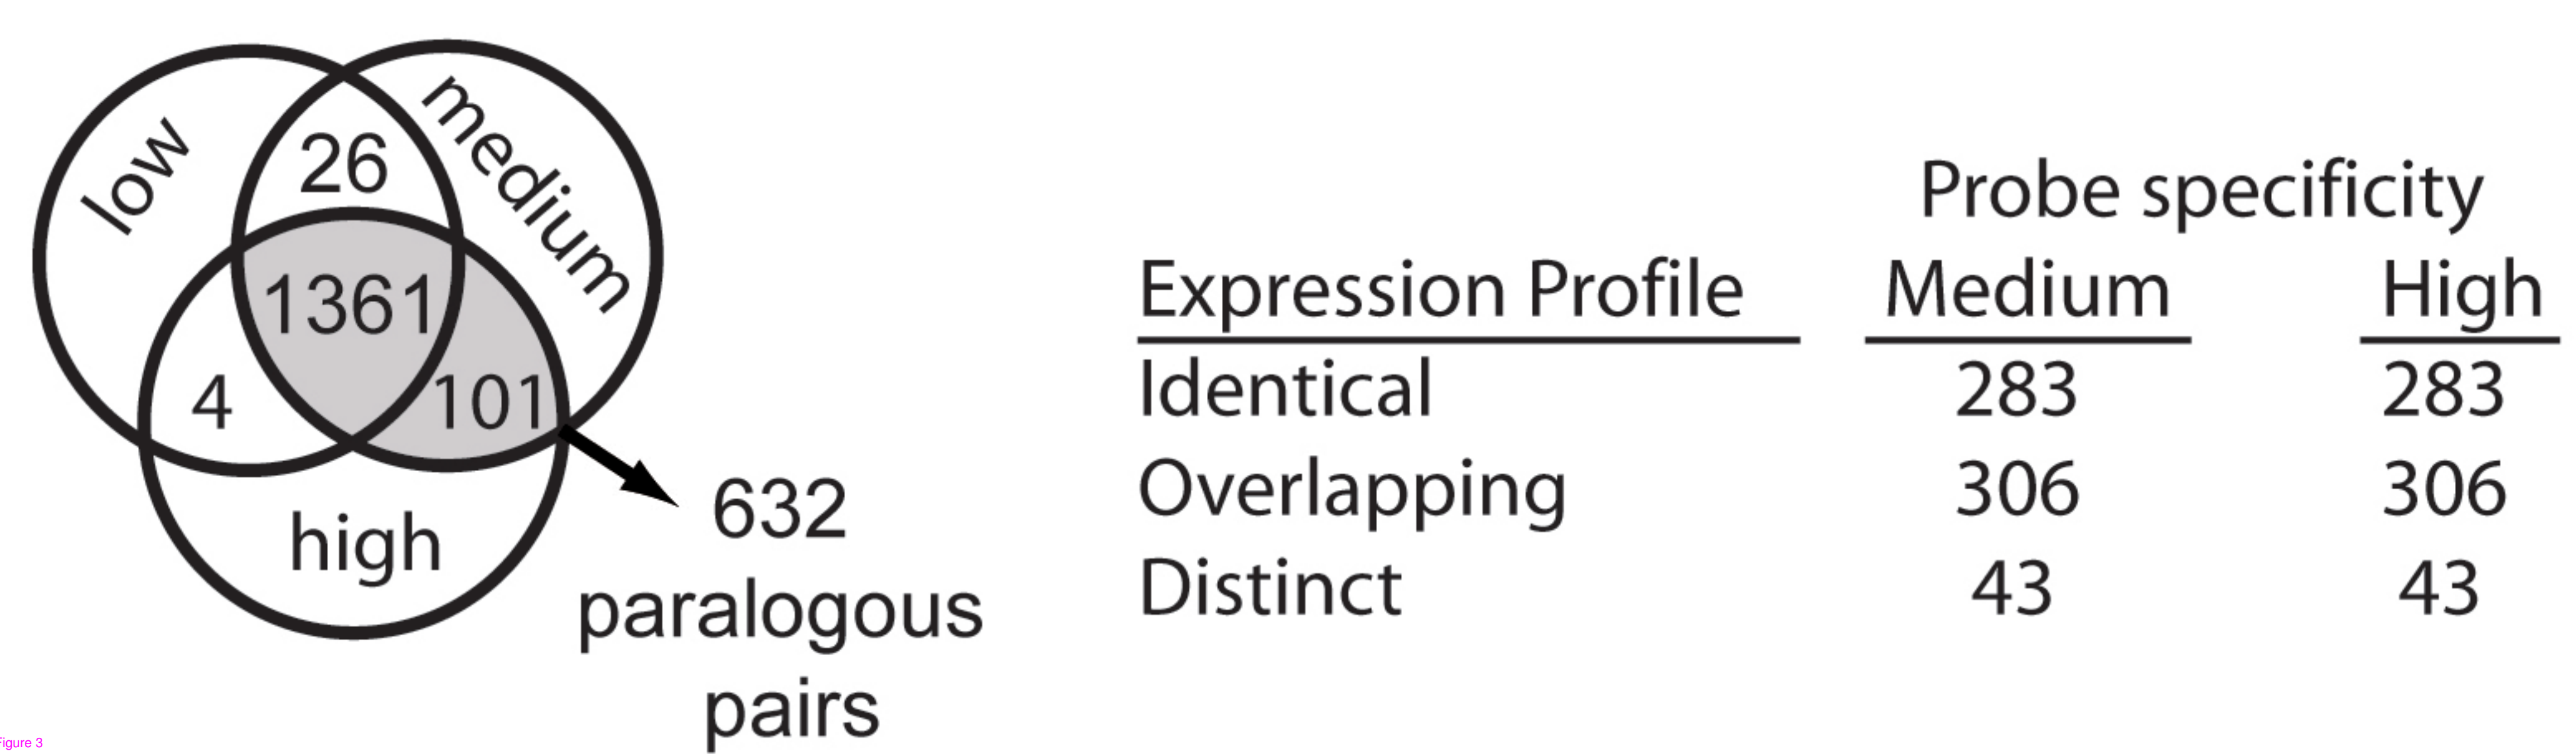 low
medium
26
1361
4
101
high
632
paralogous
pairs
Probe specificity
Expression Profile Medium High
Identical 283 283
Overlapping 306 306
Distinct 43 43
Figure 3